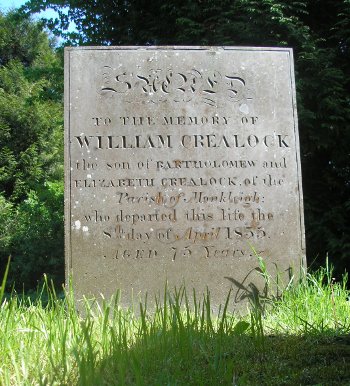 SACRED
TO THE MEMORY OF
WILLIAM CREALOCK
the son of BARTHOLOMEW and
ELIZABETH CREALOCK, of the
Parish of Monkleigh:
who departed this life the
8th day of April 1855.
AGED 75 Years.